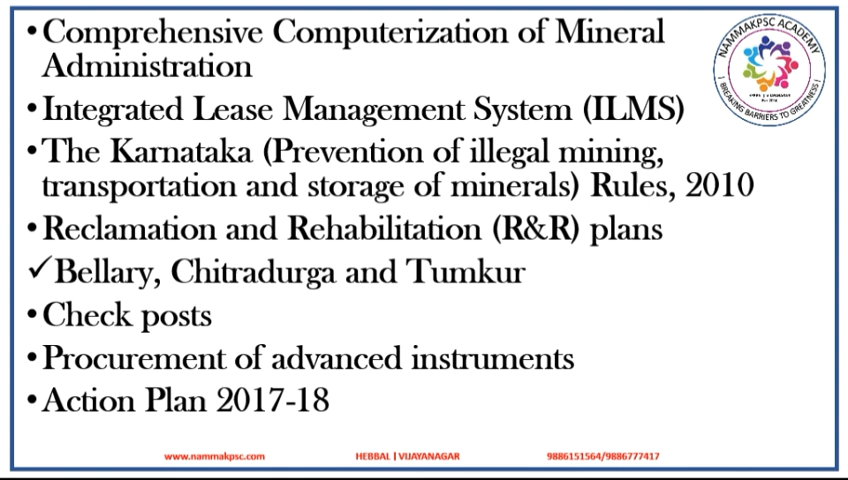 • Comprehensive Computerization of Mineral
Administration
• Integrated Lease Management System (ILMS)
• The Karnataka (Prevention of illegal mining,
transportation and storage of minerals) Rules, 2010
• Reclamation and Rehabilitation (R&R) plans
✓ Bellary, Chitradurga and Tumkur
• Check posts
• Procurement of advanced instruments
• Action Plan 2017-18
NAMMAKPSC ACADEMY
| BREAKING BARRIERS TO GREATNESS |
www.nammakpsc.com HEBBAL | VIJAYANAGAR 9886151564/9886777417